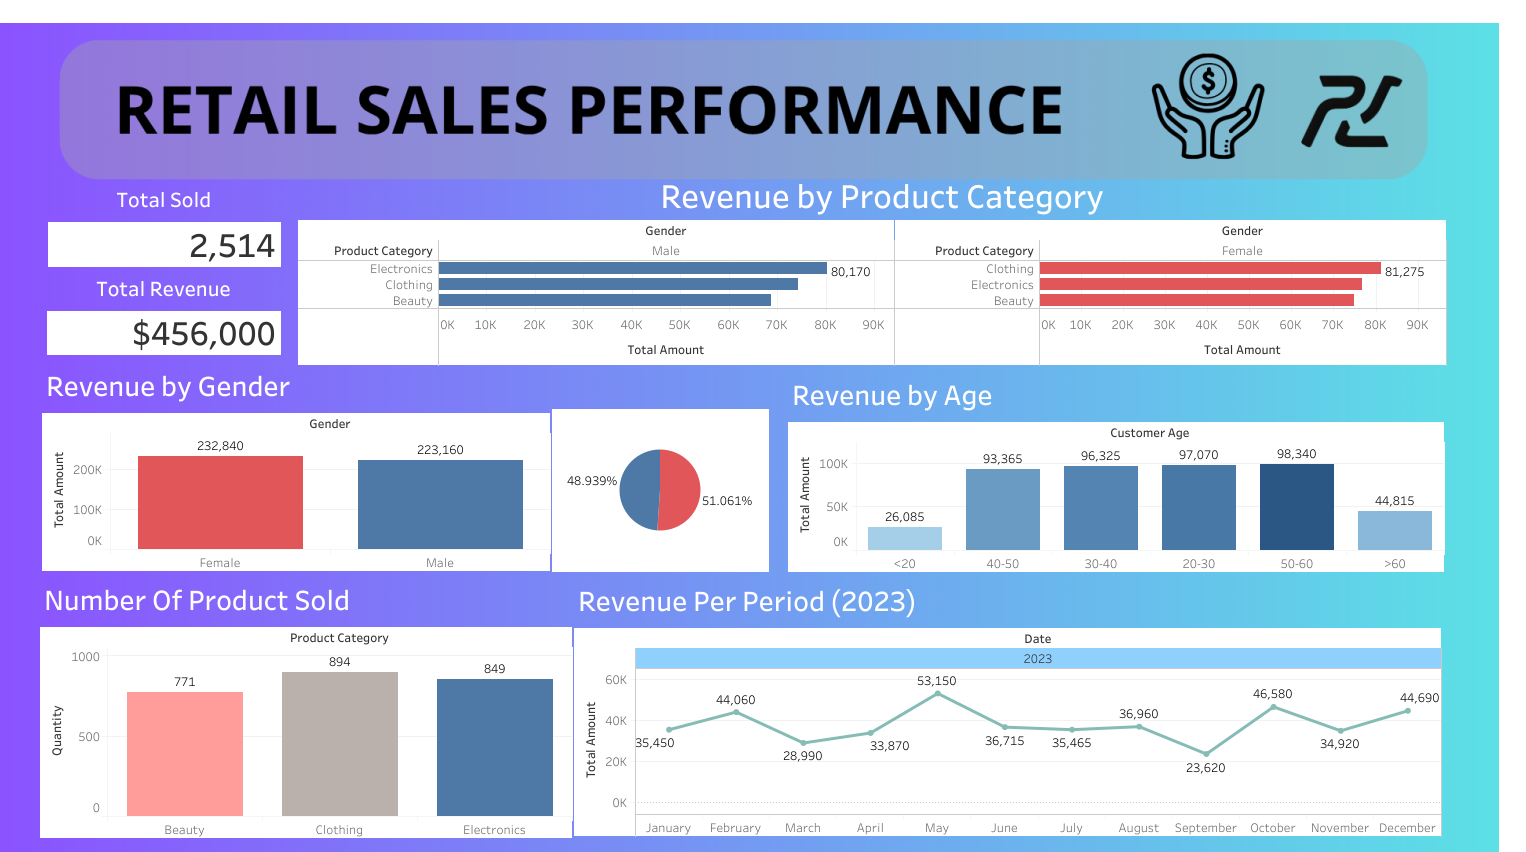 RETAIL SALES PERFORMANCE
$
Total Sold
2,514
Total Revenue
$456,000
Revenue by Product Category
Gender
Product Category Male
Electronics
Clothing
Beauty
80,170
0K 10K 20K 30K 40K 50K 60K 70K 80K 90K
Total Amount
Gender
Product Category Female
Clothing
Electronics
Beauty
81,275
0K 10K 20K 30K 40K 50K 60K 70K 80K 90K
Total Amount
Revenue by Gender
Gender
Total Amount
200K
100K
0K
232,840 223,160
Female Male
48.939%
51.061%
Revenue by Age
Customer Age
Total Amount
100K
50K
0K
26,085 93,365 96,325 97,070 98,340 44,815
<20 40-50 30-40 20-30 50-60 >60
Number Of Product Sold
Product Category
Quantity
1000
500
0
771 894 849
Beauty Clothing Electronics
Revenue Per Period (2023)
Date
2023
Total Amount
60K
40K
20K
0K
35,450 44,060 28,990 33,870 53,150 36,715 35,465 36,960 23,620 46,580 34,920 44,690
January February March April May June July August September October November December